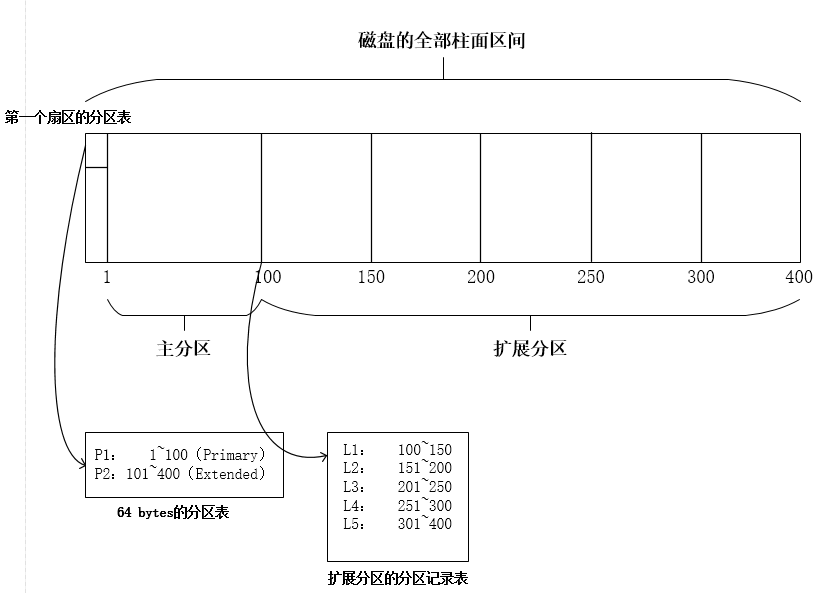 磁盘的全部柱面区间
第一个扇区的分区表
1 100 150 200 250 300 400
主分区 扩展分区
P1: 1~100 (Primary)
P2: 101~400 (Extended)
64 bytes的分区表
L1: 100~150
L2: 151~200
L3: 201~250
L4: 251~300
L5: 301~400
扩展分区的分区记录表